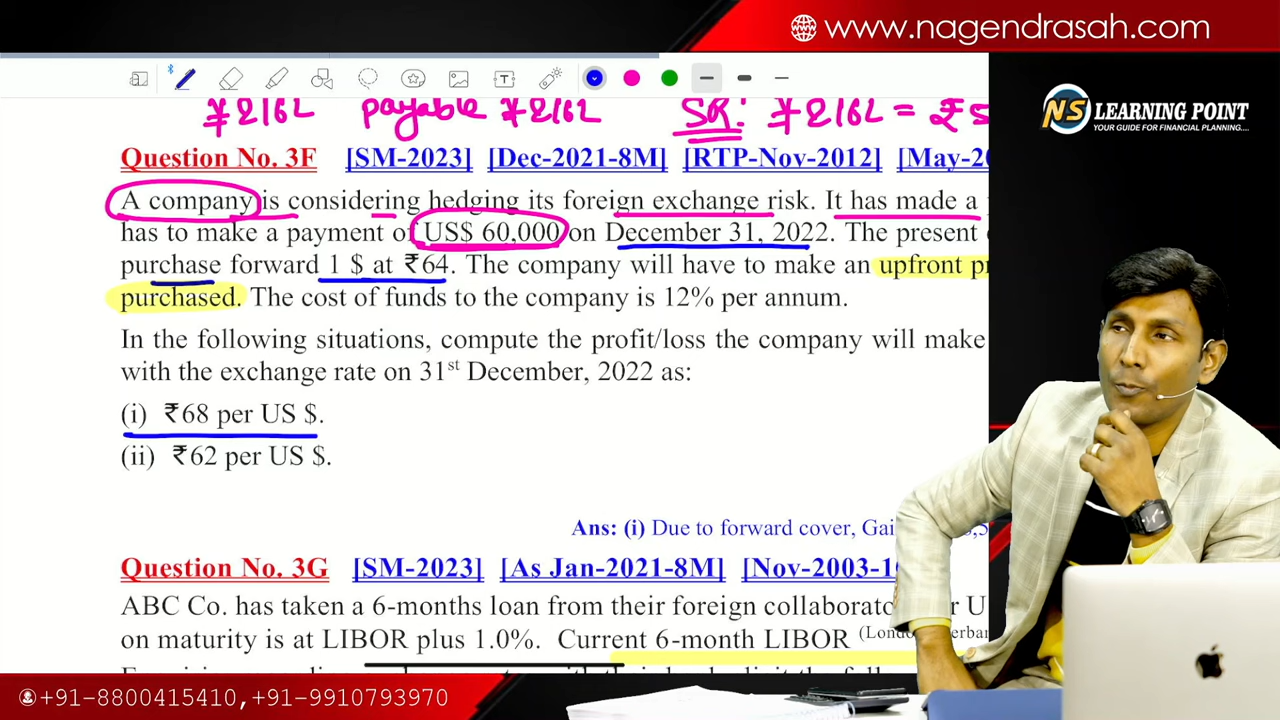 www.nagendrasah.com
NS LEARNING POINT
YOUR GUIDE FOR FINANCIAL PLANNING....
¥2162 payable ¥2162 SR: ¥2162 = ₹
Question No. 3F [SM-2023] [Dec-2021-8M] [RTP-Nov-2012] [May-20
A company is considering hedging its foreign exchange risk. It has made a
has to make a payment of US$ 60,000 on December 31, 2022. The present
purchase forward 1 $ at ₹64. The company will have to make an upfront
purchased. The cost of funds to the company is 12% per annum.
In the following situations, compute the profit/loss the company will make
with the exchange rate on 31st December, 2022 as:
(i) ₹68 per US $.
(ii) ₹62 per US $.
Ans: (i) Due to forward cover,
Question No. 3G [SM-2023] [As Jan-2021-8M] [Nov-2003-1
ABC Co. has taken a 6-months loan from their foreign
on maturity is at LIBOR plus 1.0%. Current 6-month LIBOR
+91-8800415410,+91-9910793970